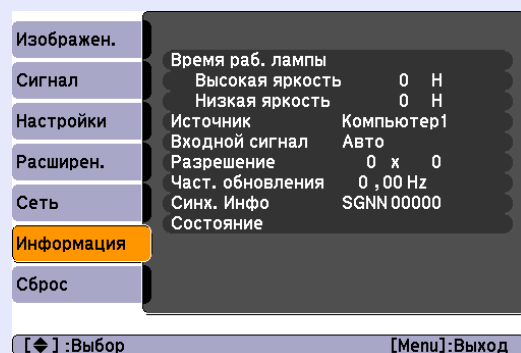 Изображен.
Сигнал
Настройки
Расширен.
Сеть
Информация
Сброс
Время раб. лампы
Высокая яркость 0 H
Низкая яркость 0 H
Источник Компьютер1
Входной сигнал Авто
Разрешение 0 x 0
Част. обновления 0 ,00 Hz
Синх. Инфо SGNN 00000
Состояние
[◆] :Выбор [Menu]:Выход